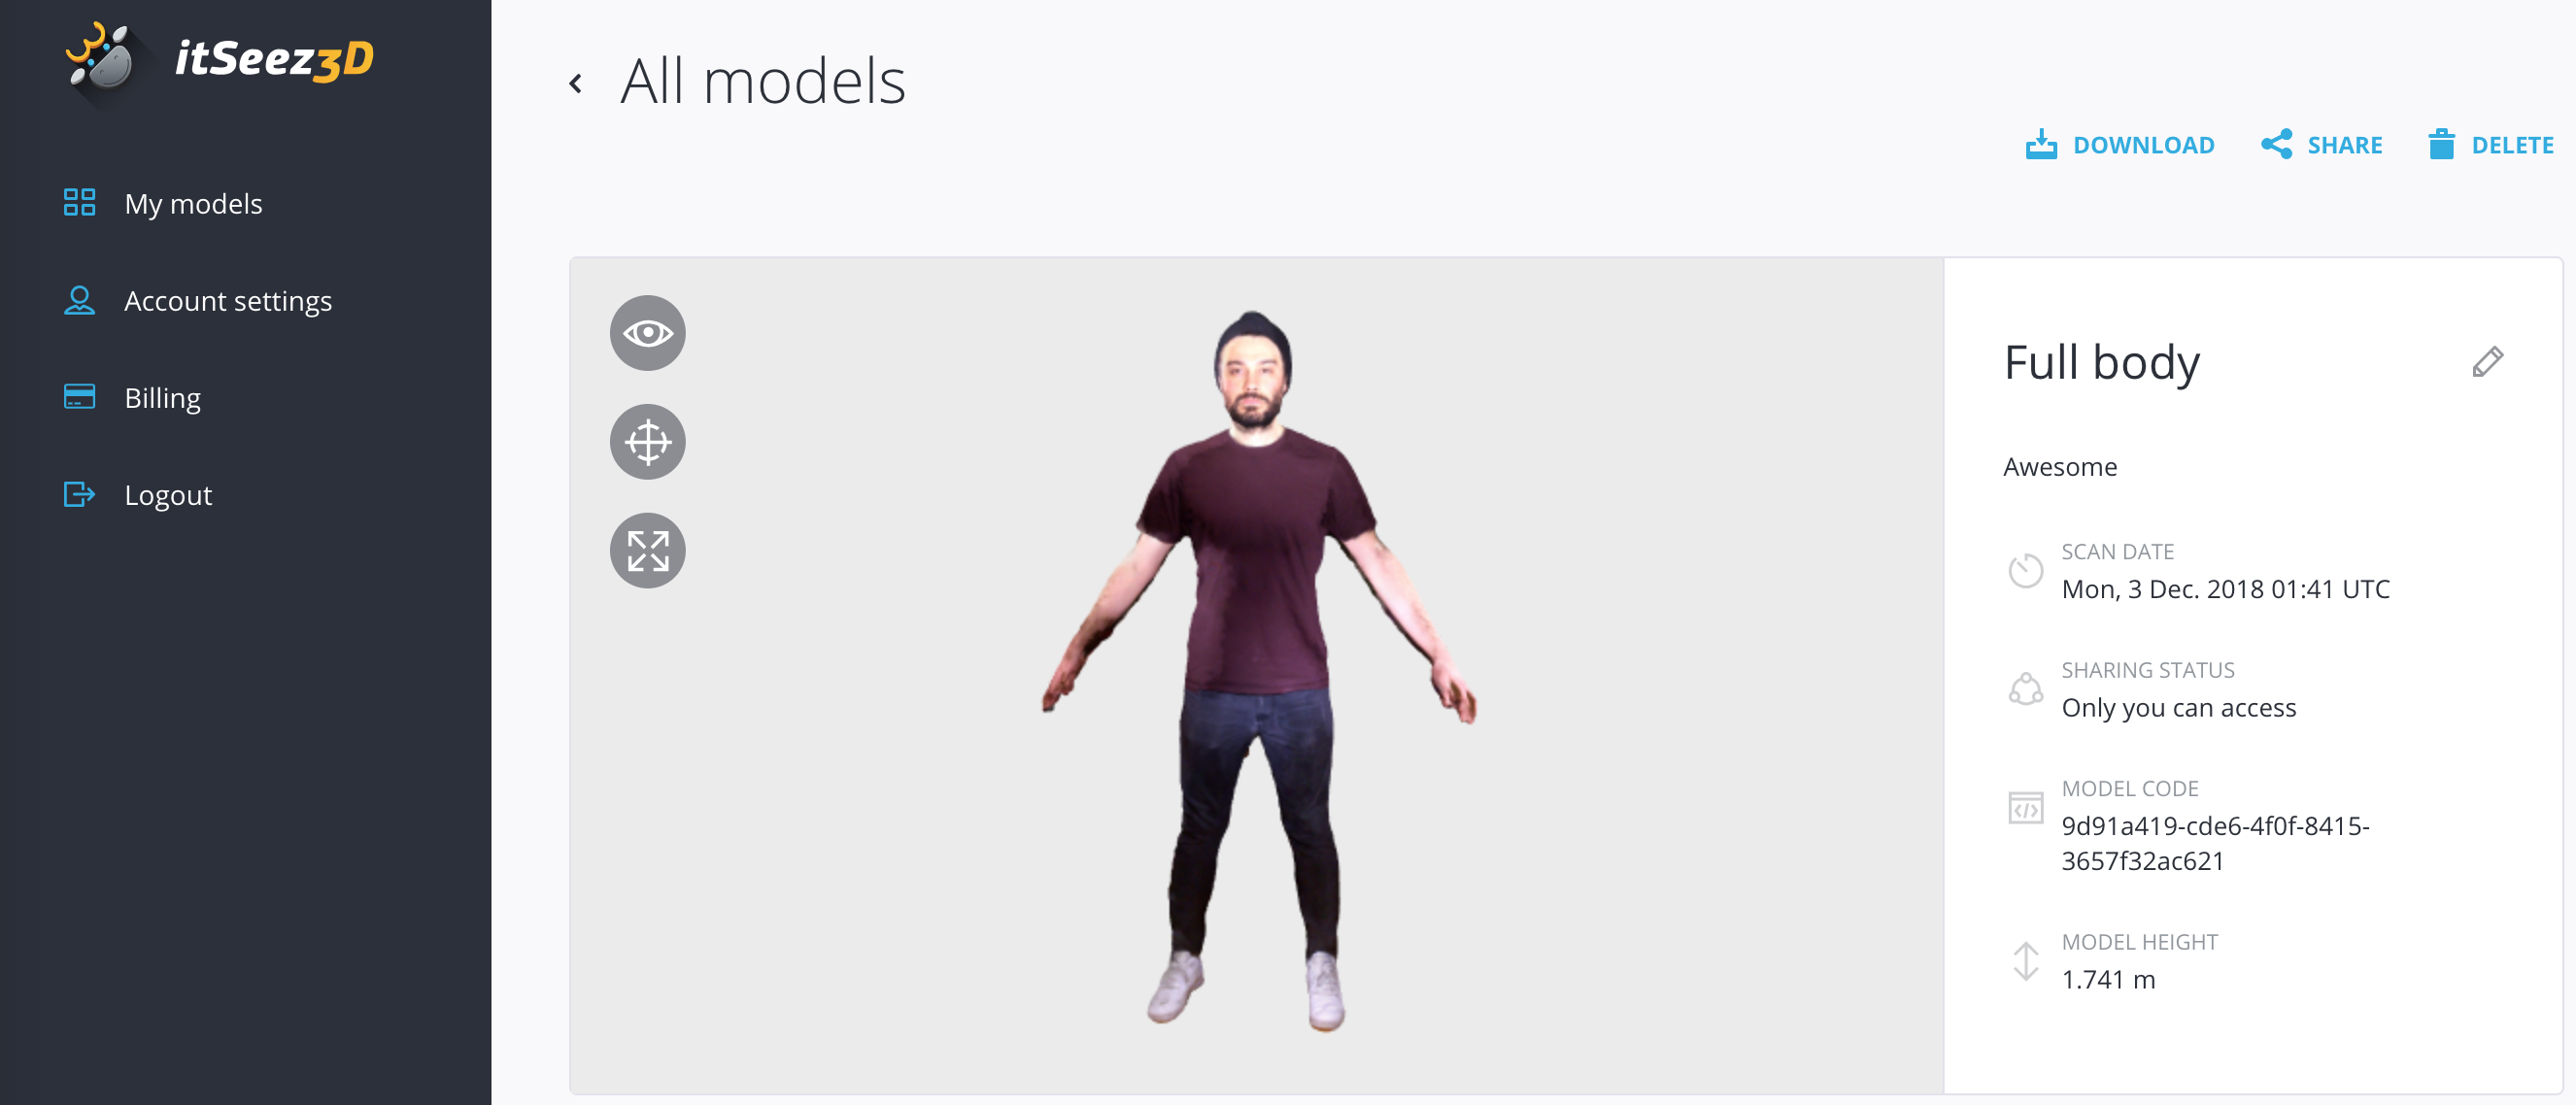 itSeez3D
My models
Account settings
Billing
Logout
All models
DOWNLOAD
SHARE
DELETE
Full body
Awesome
SCAN DATE
Mon, 3 Dec. 2018 01:41 UTC
SHARING STATUS
Only you can access
MODEL CODE
9d91a419-cde6-4f0f-8415-
3657f32ac621
MODEL HEIGHT
1.741 m